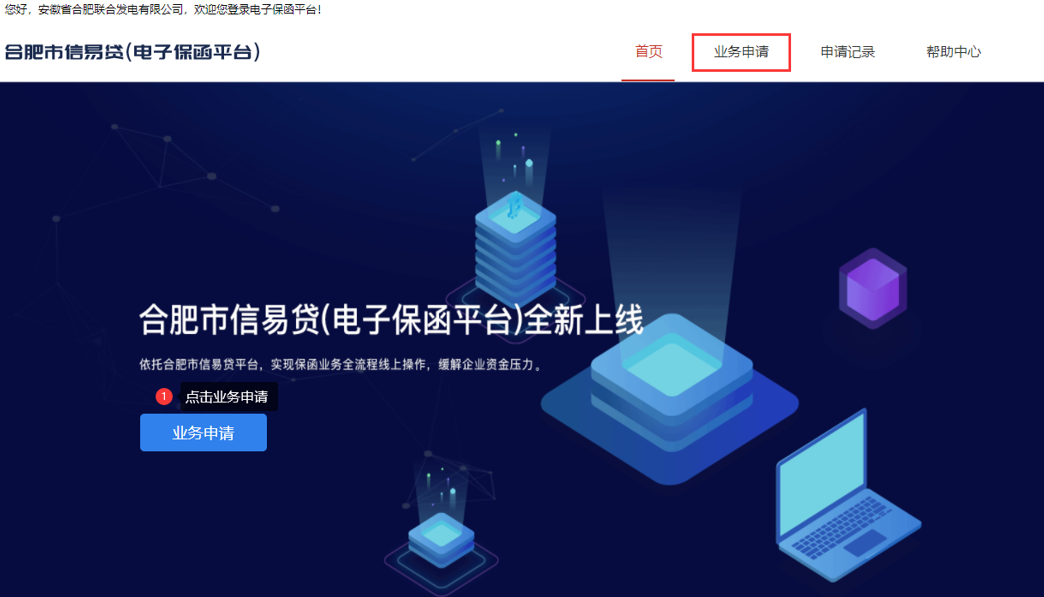 您好，安徽省合肥联合发电有限公司，欢迎您登录电子保函平台！
合肥市信易贷(电子保函平台)
首页 业务申请 申请记录 帮助中心
合肥市信易贷(电子保函平台)全新上线
依托合肥市信易贷平台，实现保函业务全流程线上操作，缓解企业资金压力。
1 点击业务申请
业务申请